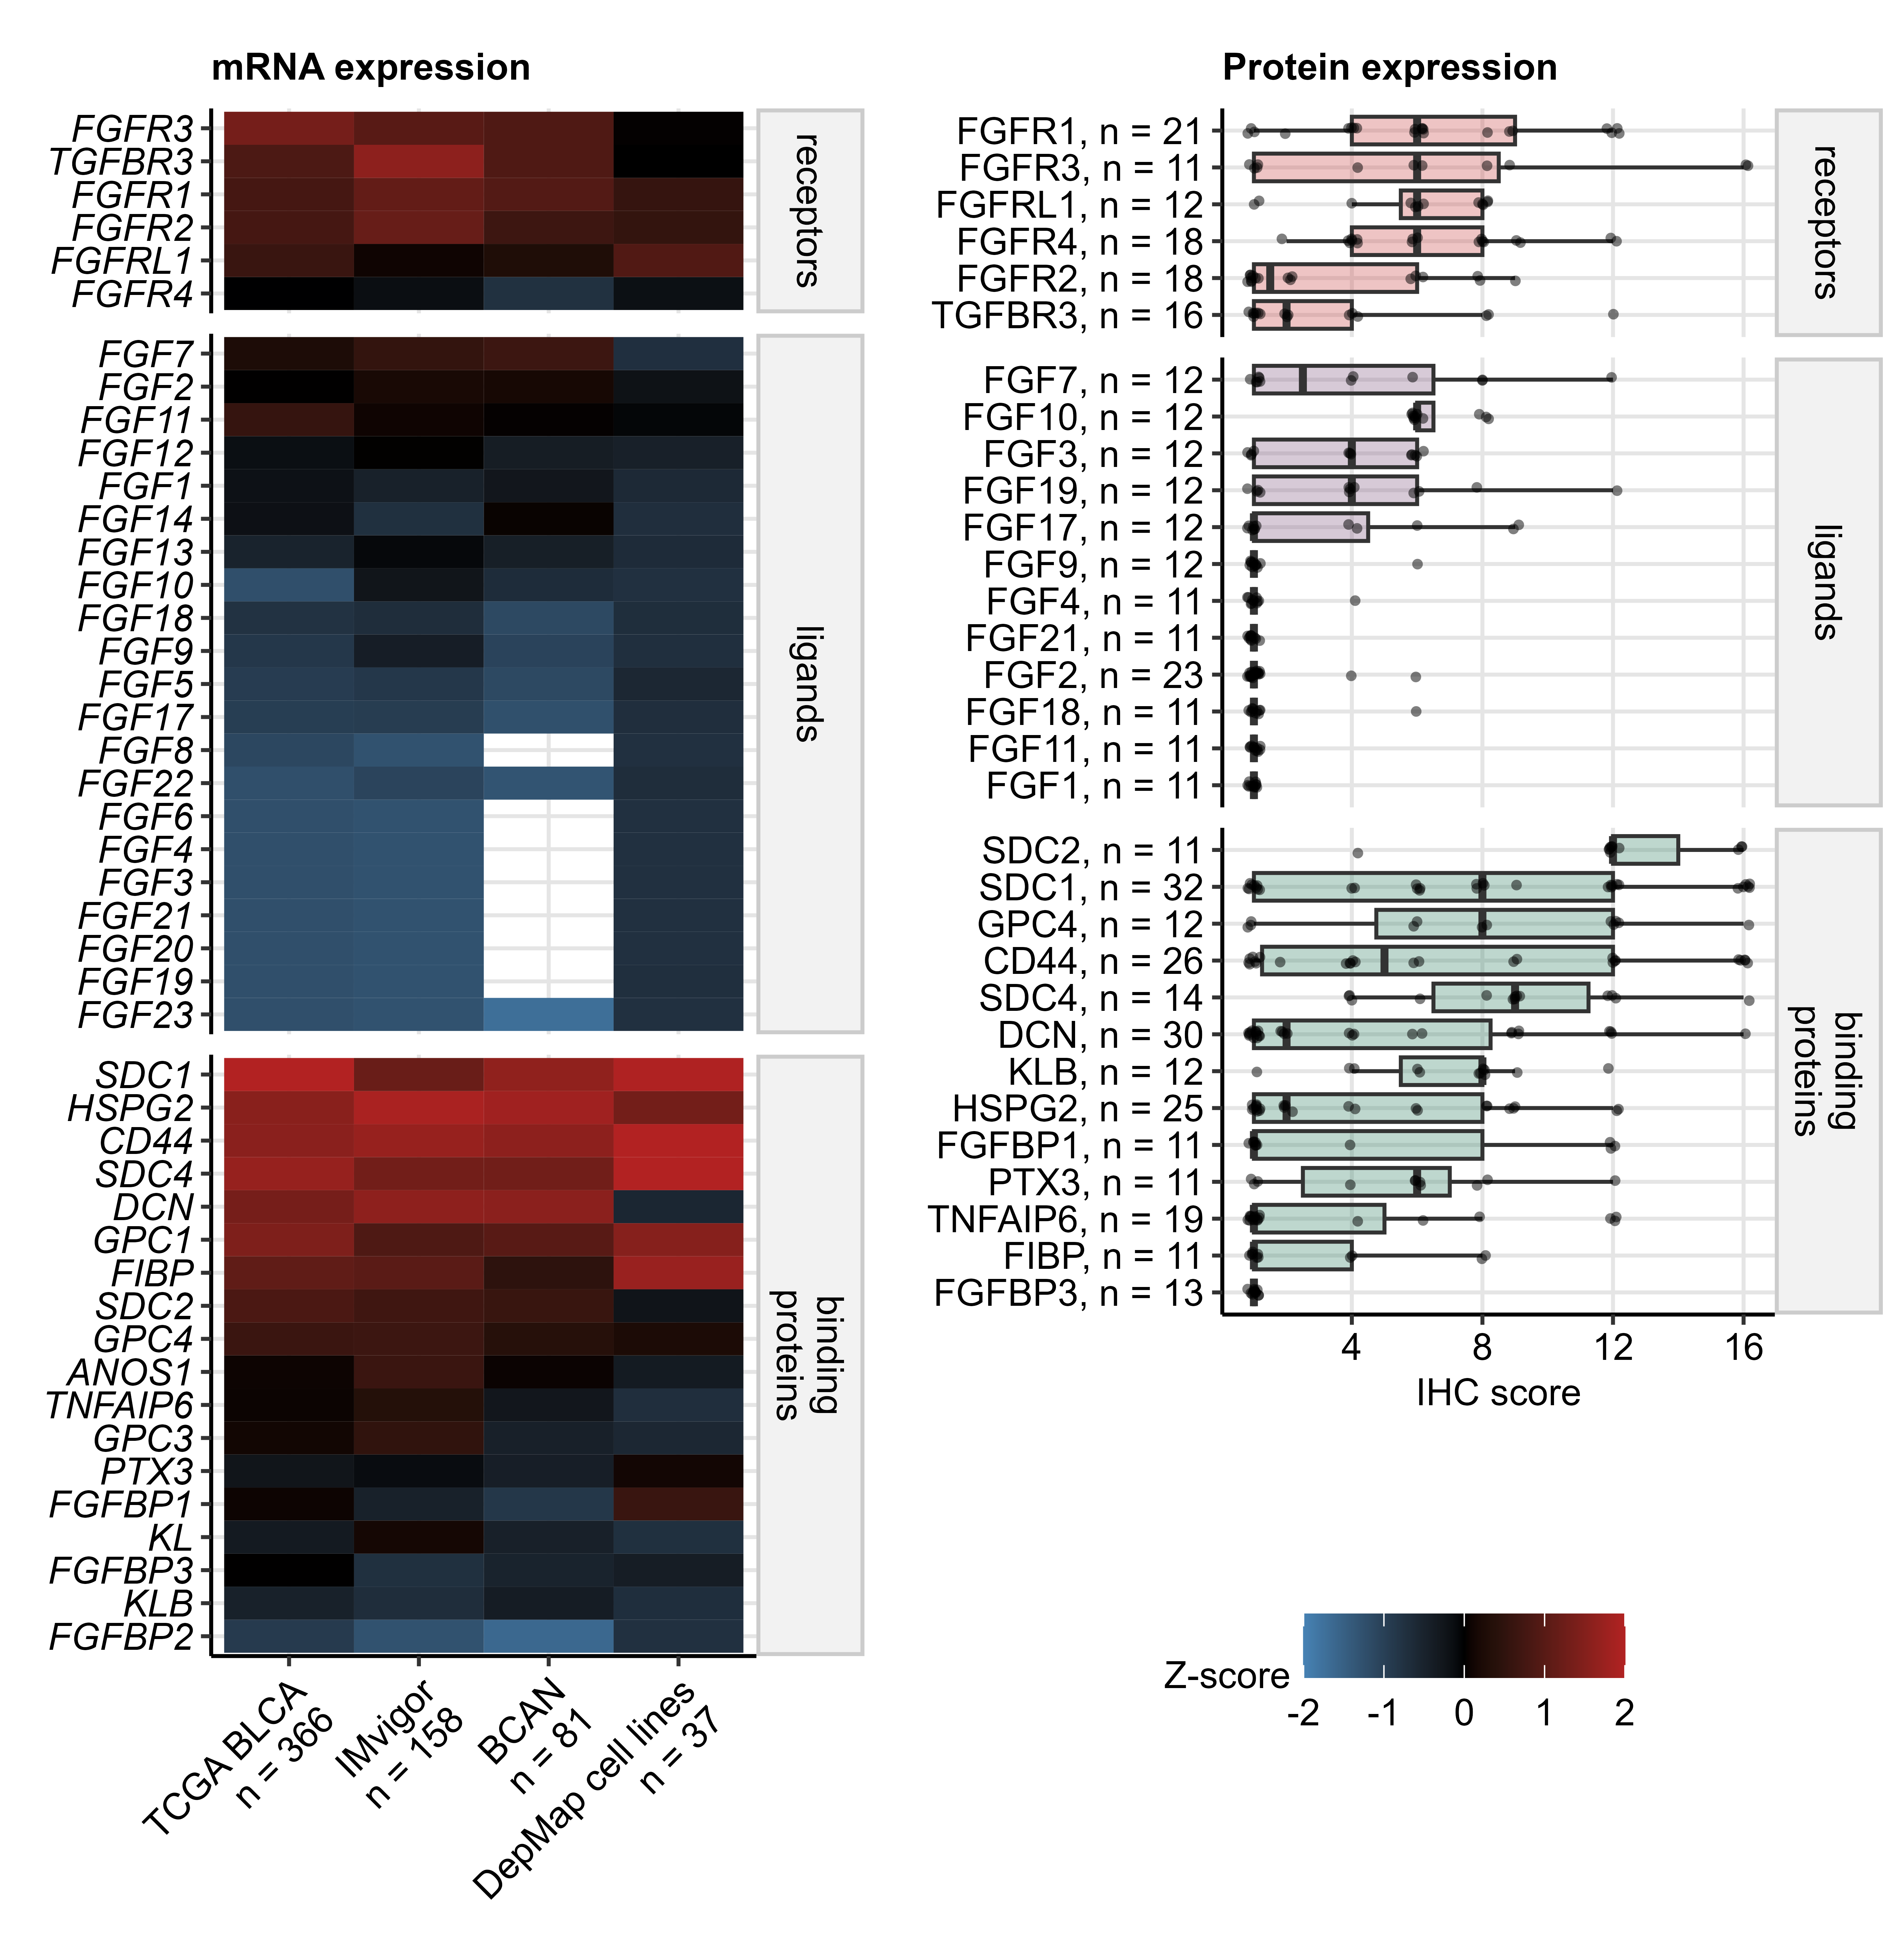 mRNA expression
FGFR3
TGFBR3
FGFR1
FGFR2
FGFRL1
FGFR4
receptors
FGF7
FGF2
FGF11
FGF12
FGF1
FGF14
FGF13
FGF10
FGF18
FGF9
FGF5
FGF17
FGF8
FGF22
FGF6
FGF4
FGF3
FGF21
FGF20
FGF19
FGF23
ligands
SDC1
HSPG2
CD44
SDC4
DCN
GPC1
FIBP
SDC2
GPC4
ANOS1
TNFAIP6
GPC3
PTX3
FGFBP1
KL
FGFBP3
KLB
FGFBP2
binding
proteins
TCGA BLCA
n = 366
IMvigor
n = 158
BCAN
n = 81
DepMap cell lines
n = 37
Protein expression
FGFR1, n = 21
FGFR3, n = 11
FGFRL1, n = 12
FGFR4, n = 18
FGFR2, n = 18
TGFBR3, n = 16
receptors
FGF7, n = 12
FGF10, n = 12
FGF3, n = 12
FGF19, n = 12
FGF17, n = 12
FGF9, n = 12
FGF4, n = 11
FGF21, n = 11
FGF2, n = 23
FGF18, n = 11
FGF11, n = 11
FGF1, n = 11
ligands
SDC2, n = 11
SDC1, n = 32
GPC4, n = 12
CD44, n = 26
SDC4, n = 14
DCN, n = 30
KLB, n = 12
HSPG2, n = 25
FGFBP1, n = 11
PTX3, n = 11
TNFAIP6, n = 19
FIBP, n = 11
FGFBP3, n = 13
binding
proteins
4 8 12 16
IHC score
Z-score
-2 -1 0 1 2